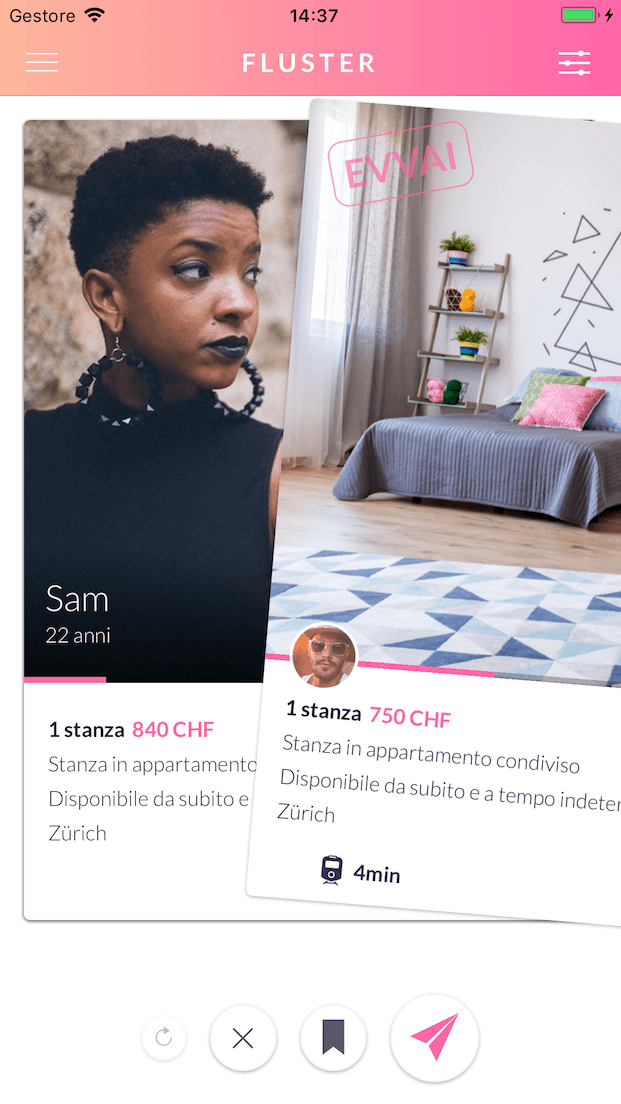 Gestore 14:37
FLUSTER
EVVAI
Sam
22 anni
1 stanza 840 CHF
Stanza in appartamento
Disponibile da subito e
Zürich
1 stanza 750 CHF
Stanza in appartamento condiviso
Disponibile da subito e a tempo indeter
Zürich
4min